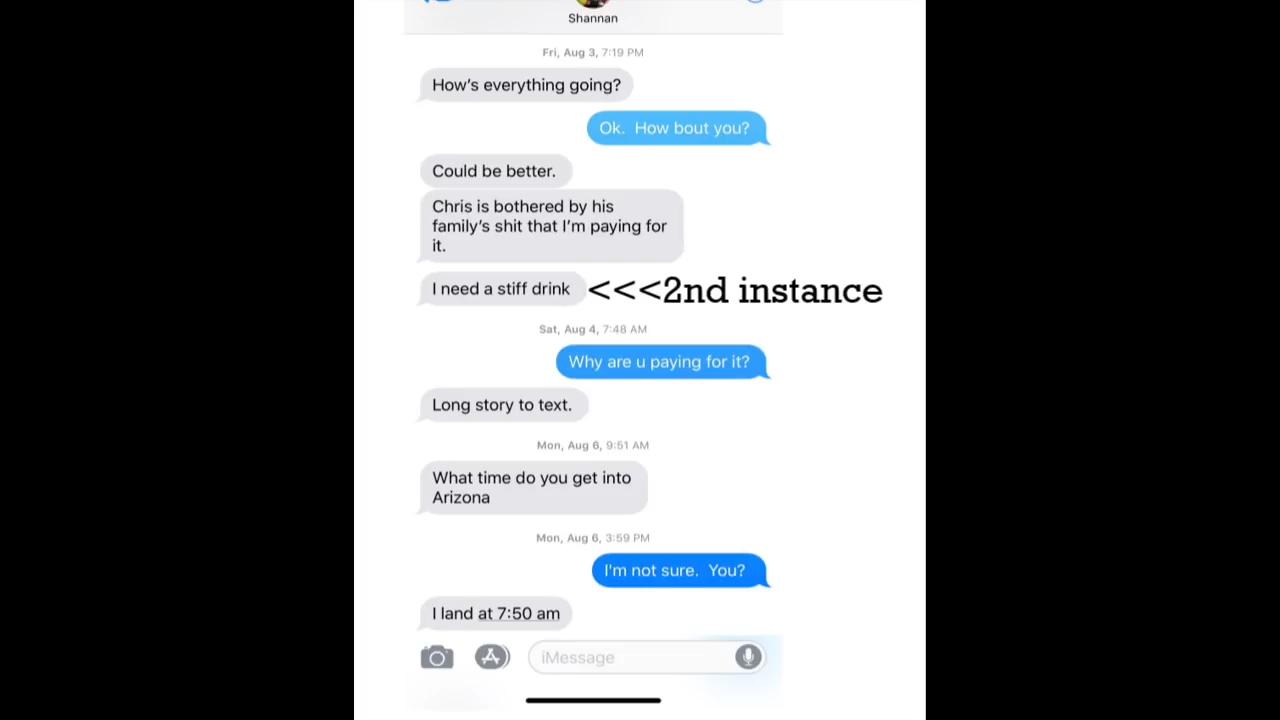 Shannan
Fri, Aug 3, 7:19 PM
How's everything going?
Ok.  How bout you?
Could be better.
Chris is bothered by his
family's shit that I'm paying for
it.
I need a stiff drink
<<<2nd instance
Sat, Aug 4, 7:48 AM
Why are u paying for it?
Long story to text.
Mon, Aug 6, 9:51 AM
What time do you get into
Arizona
Mon, Aug 6, 3:59 PM
I'm not sure.  You?
I land at 7:50 am
iMessage